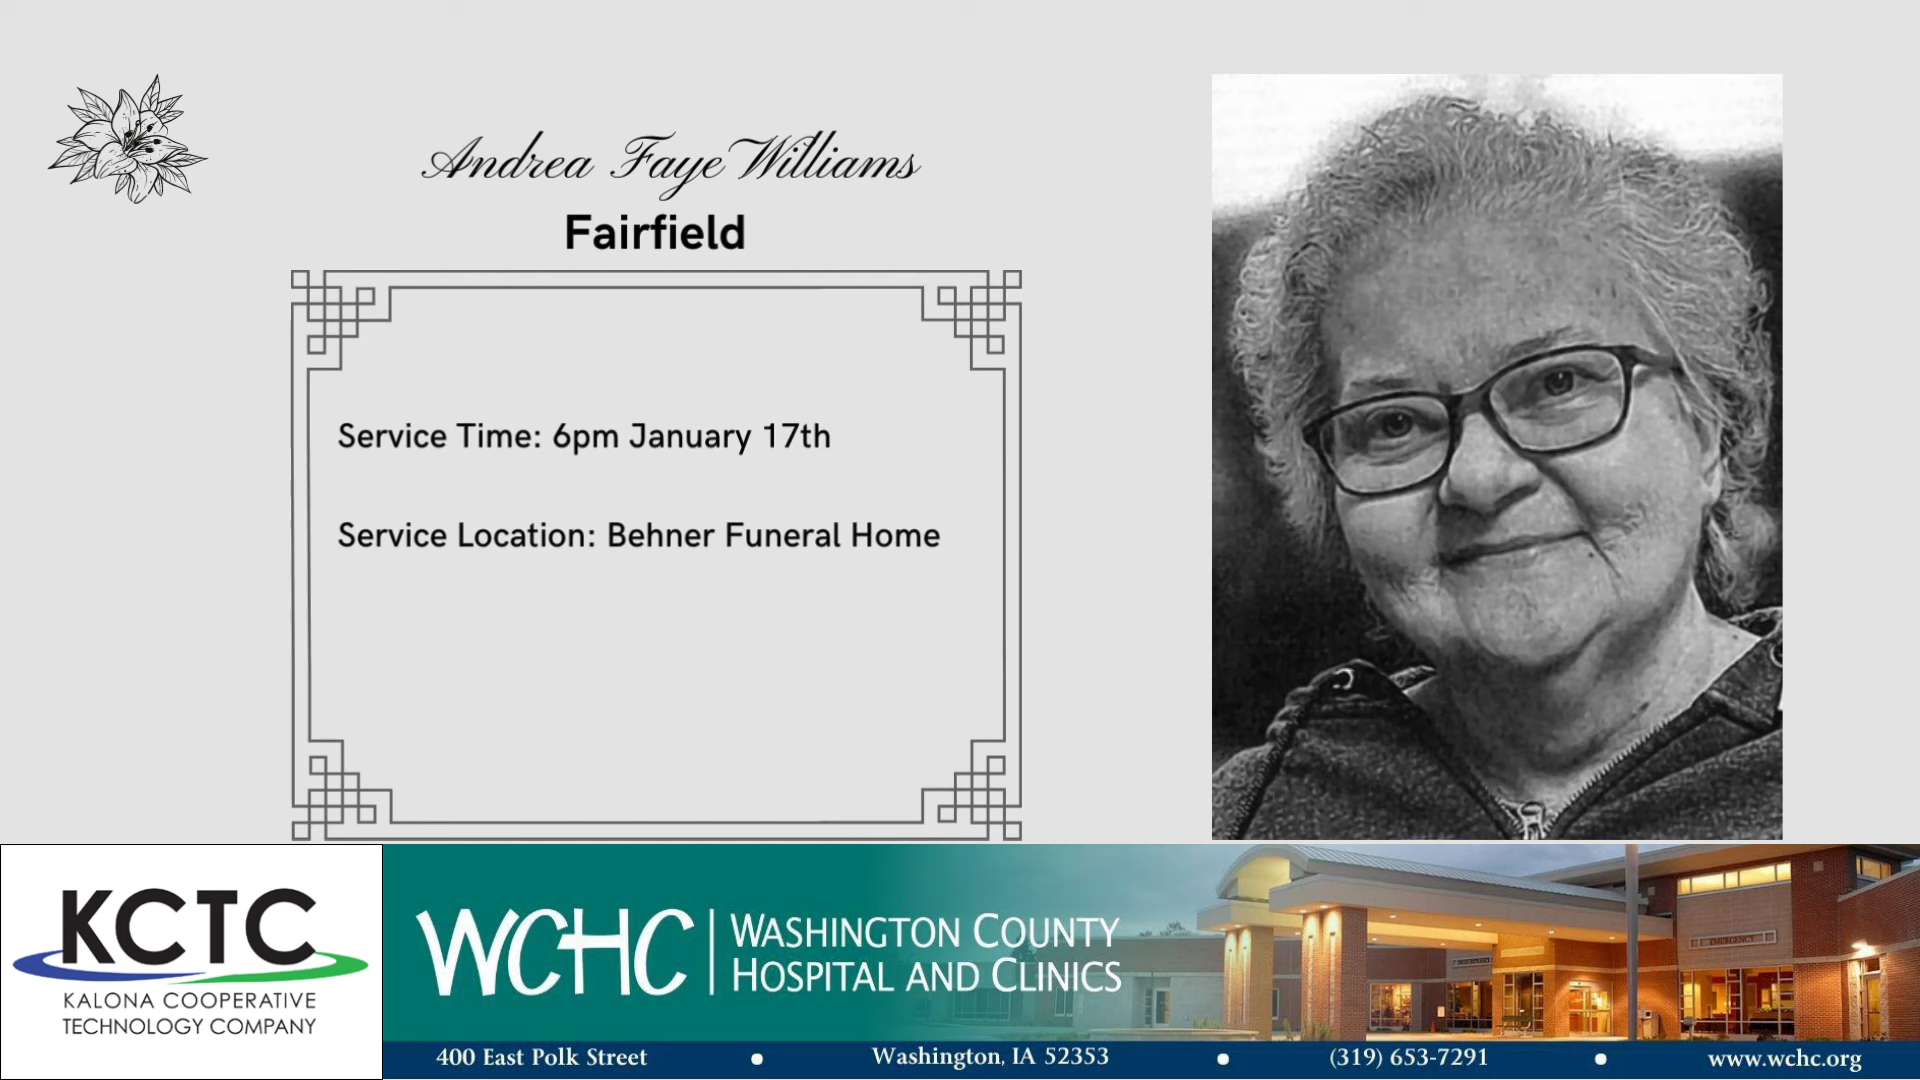 Andrea Faye Williams
Fairfield
Service Time: 6pm January 17th
Service Location: Behner Funeral Home
KCTC
KALONA COOPERATIVE
TECHNOLOGY COMPANY
WCHC
WASHINGTON COUNTY
HOSPITAL AND CLINICS
EMERGENCY
400 East Polk Street • Washington, IA 52353 • (319) 653-7291 • www.wchc.org